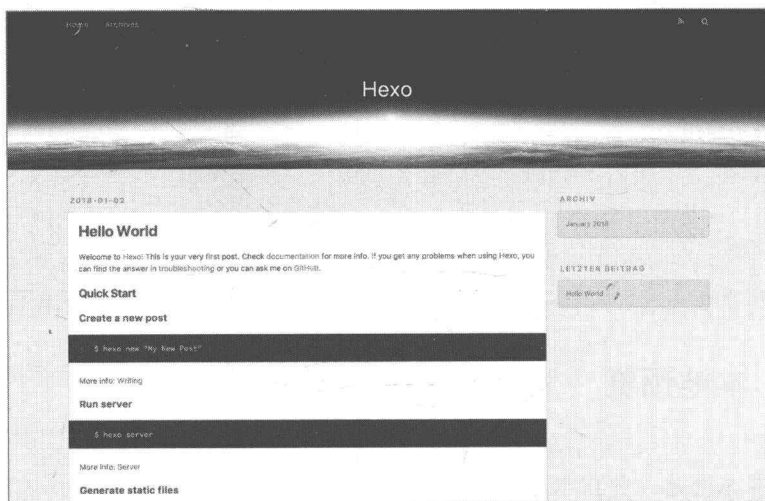 Home Archives
Hexo
2018-01-02
Hello World
Welcome to Hexo! This is your very first post. Check documentation for more info. If you get any problems when using Hexo, you
can find the answer in troubleshooting or you can ask me on GitHub.
Quick Start
Create a new post
$ hexo new "My New Post"
More info: Writing
Run server
$ hexo server
More info: Server
Generate static files
ARCHIV
January 2018
LETZTER BEITRAG
Hello World